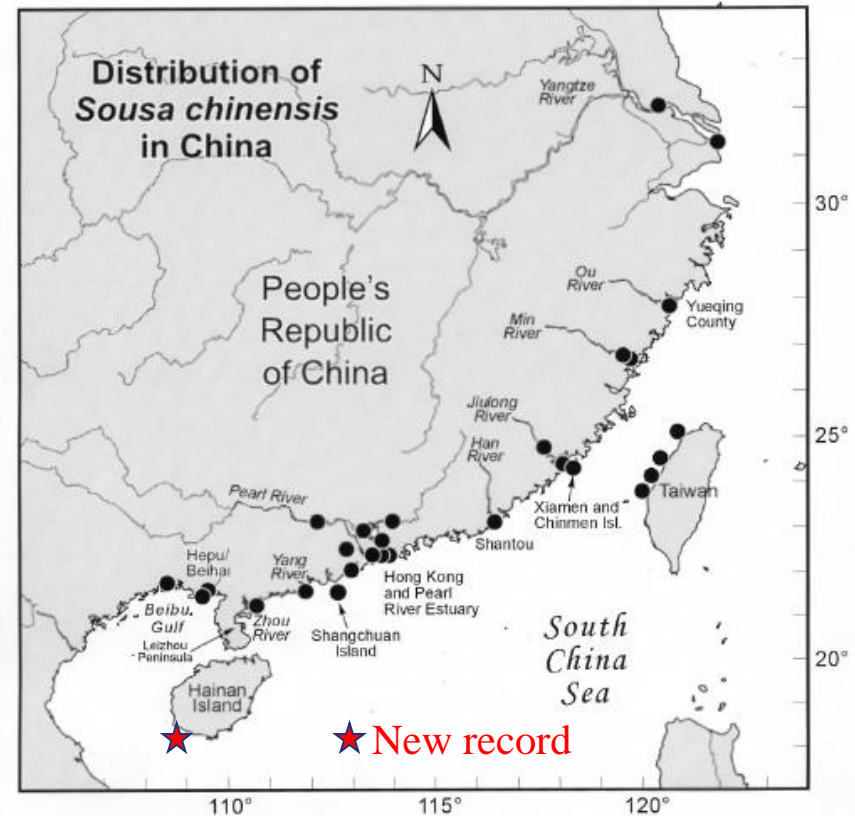 Distribution of
Sousa chinensis
in China
N
Yangtze
River
30°
Ou
River
Yueqing
County
People's
Republic
of China
Min
River
Jiulong
River
Han
River
25°
Taiwan
Xiamen and
Chinmen Isl.
Pearl River
Shantou
Hepu/
Beihai
Yang
River
Hong Kong
and Pearl
River Estuary
Beibu
Gulf
Zhou
River
Leizhou
Peninsula
Shangchuan
Island
South
China
Sea
20°
Hainan
Island
New record
110°
115°
120°